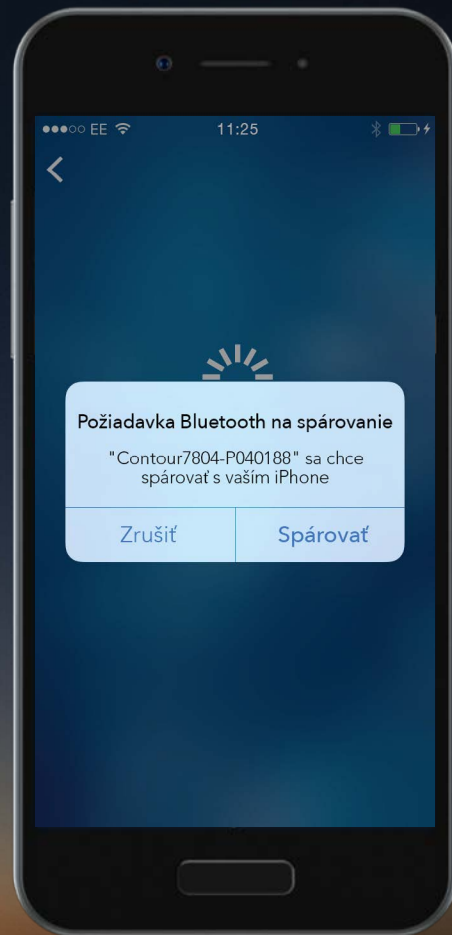 EE 11:25
Požiadavka Bluetooth na spárovanie
"Contour7804-P040188" sa chce
spárovať s vaším iPhone
Zrušiť Spárovať